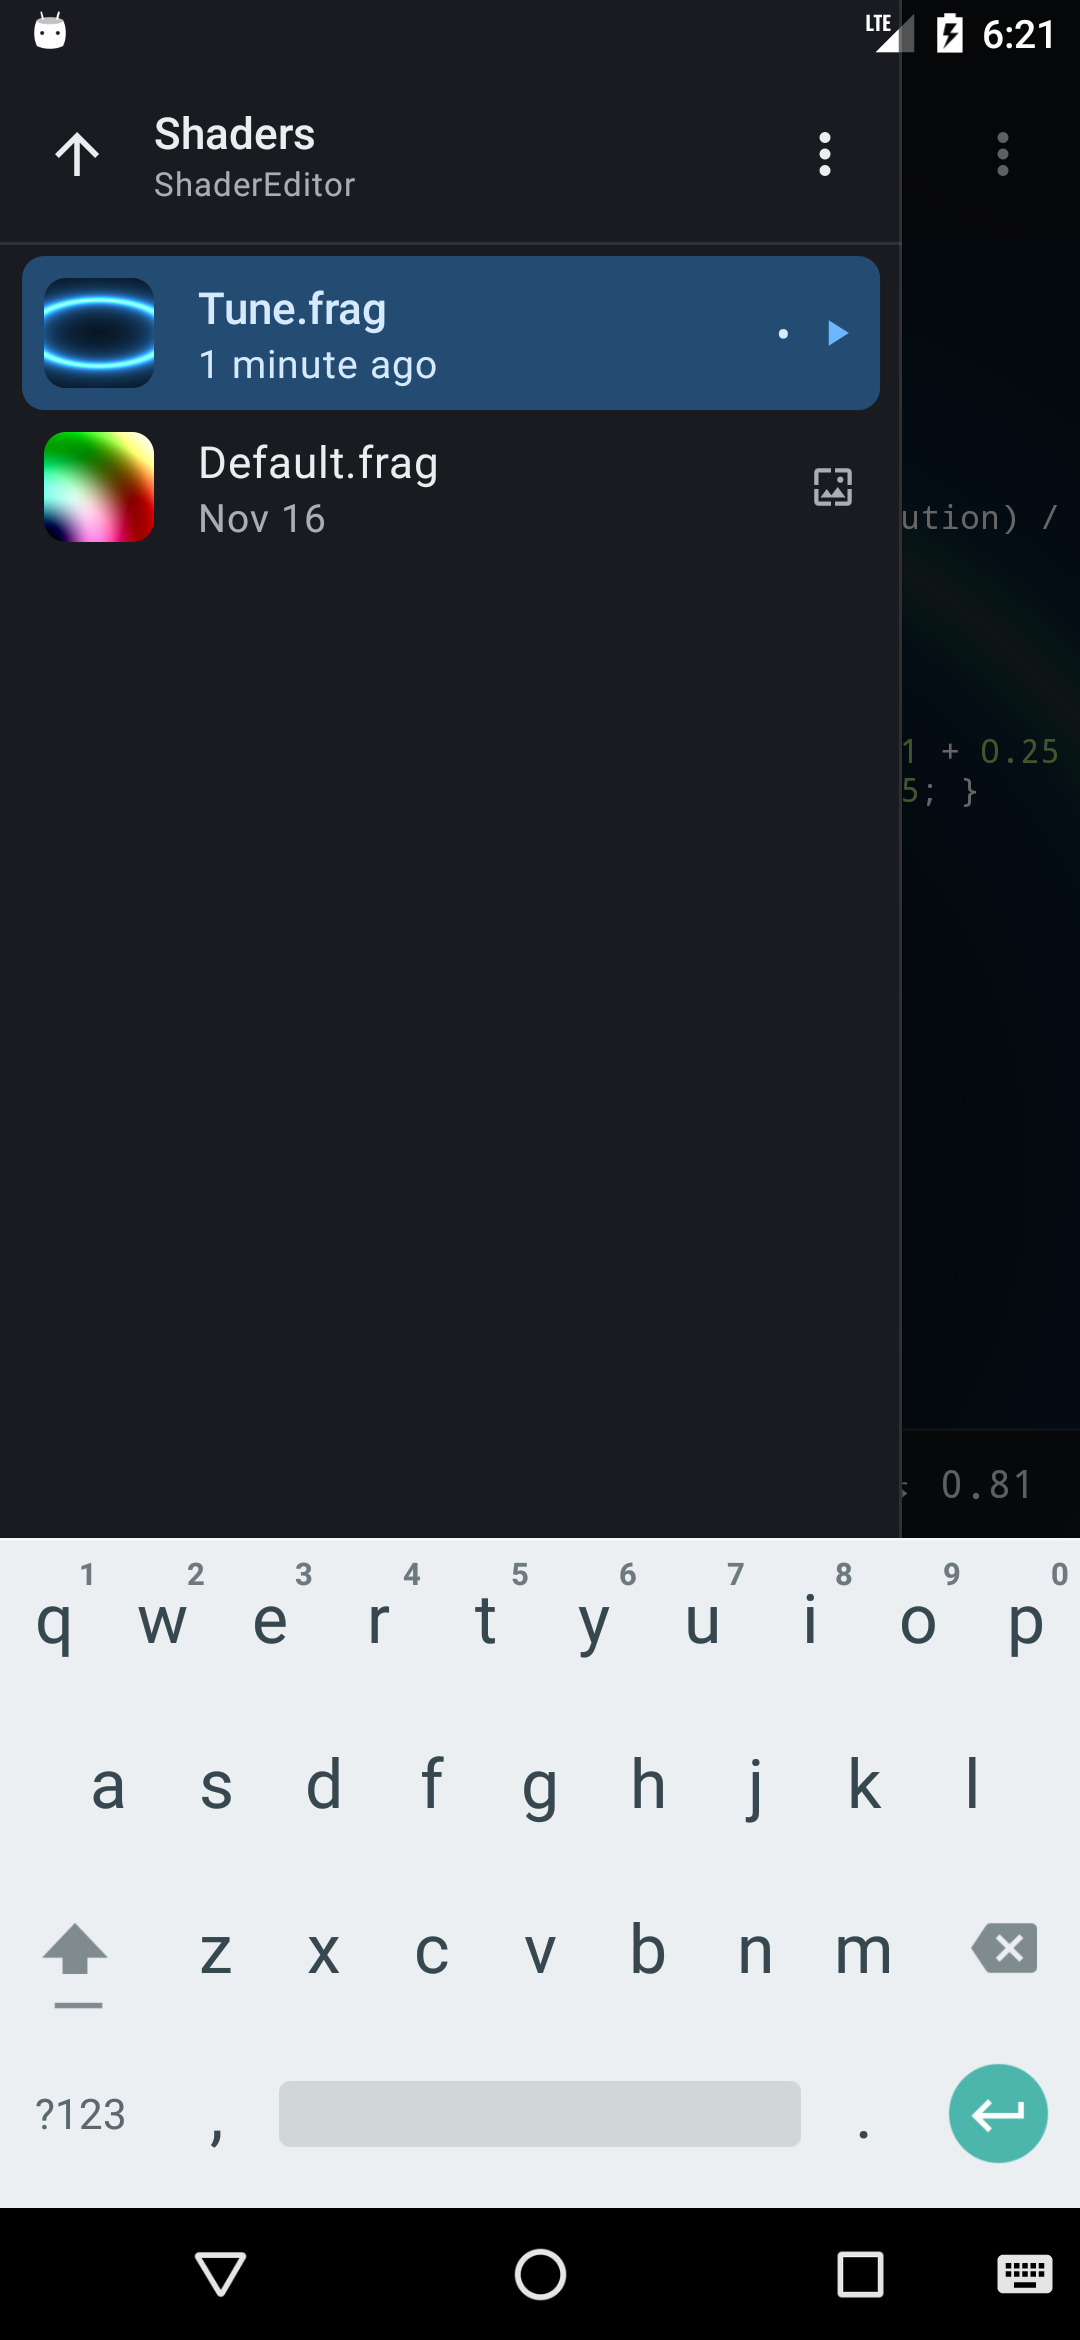 LTE 6:21
Shaders
ShaderEditor
Tune.frag
1 minute ago
Default.frag
Nov 16
ution) /
1 + 0.25
5; }
0.81
1 2 3 4 5 6 7 8 9 0
q w e r t y u i o p
a s d f g h j k l
z x c v b n m
?123 , .